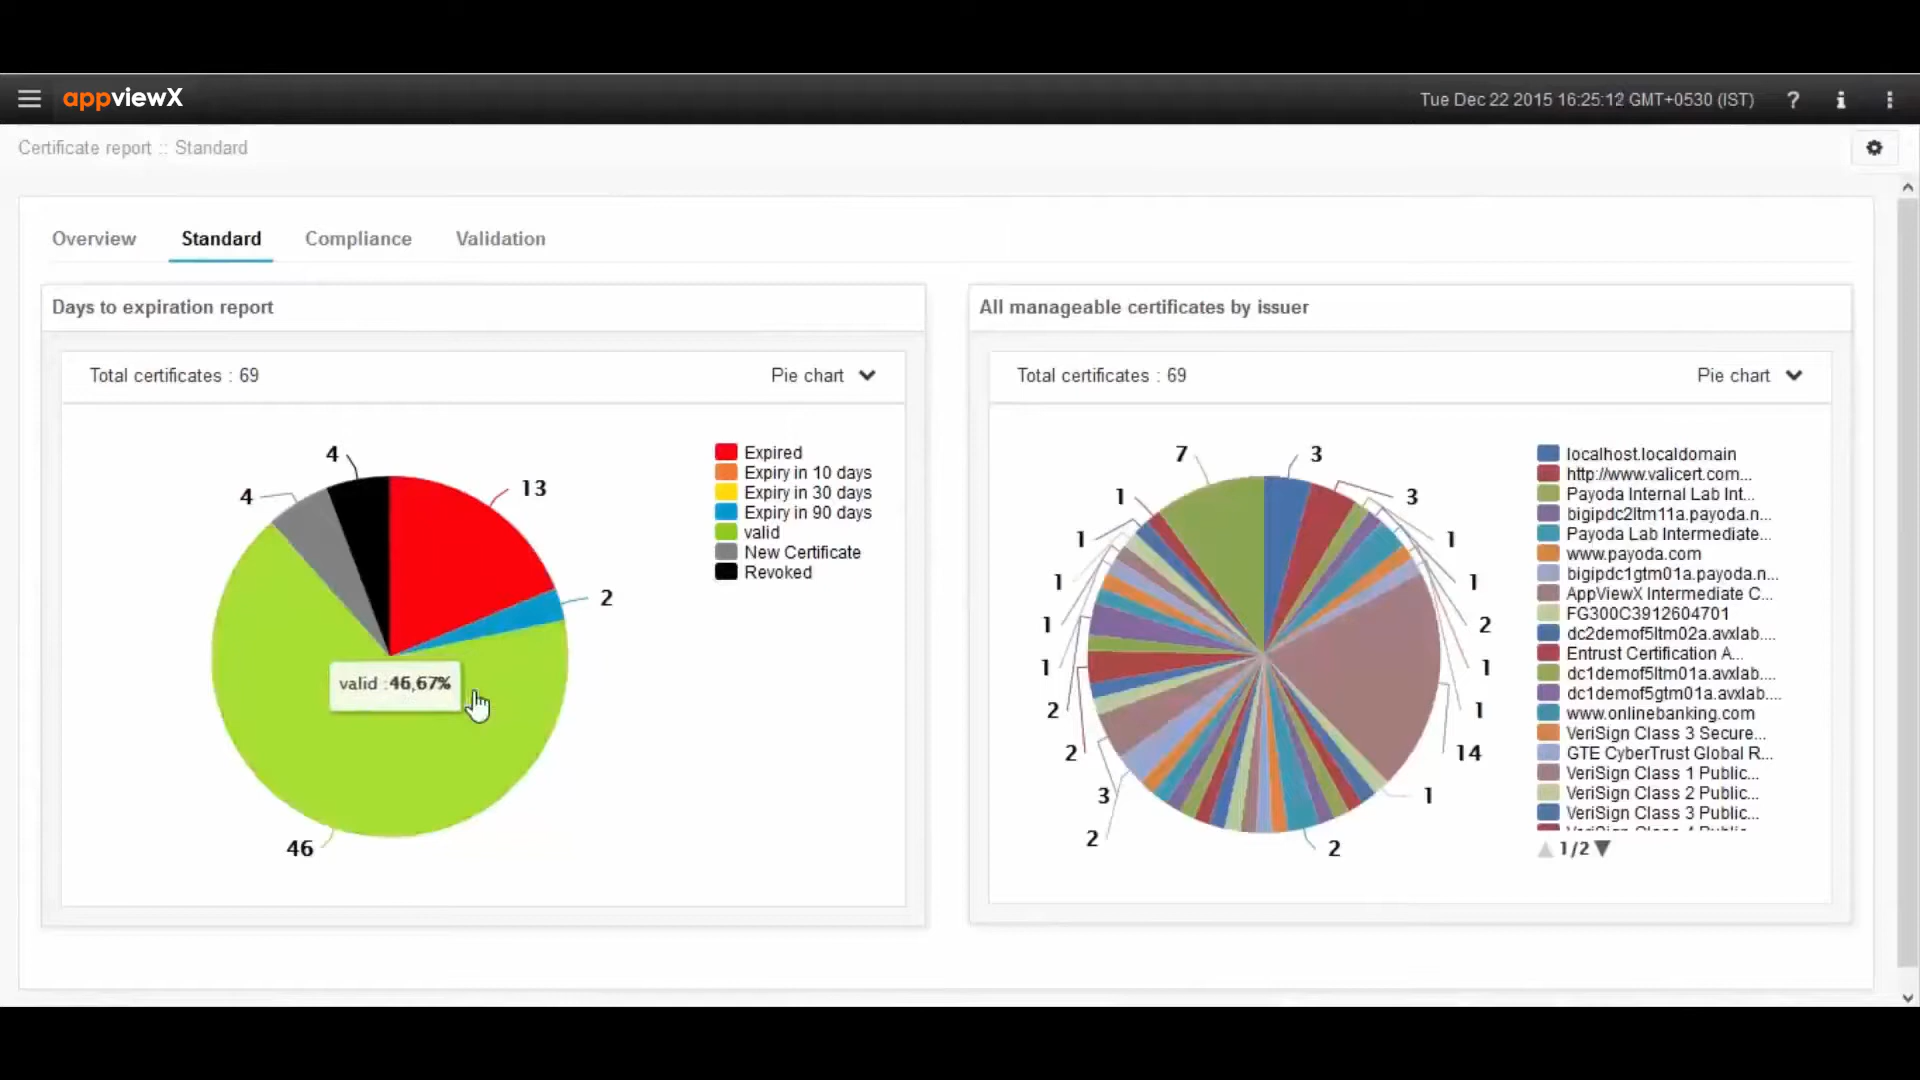 appviewX
Tue Dec 22 2015 16:25:12 GMT+0530 (IST)
Certificate report :: Standard
Overview Standard Compliance Validation
Days to expiration report
Total certificates : 69
Pie chart
4
4
13
2
46
valid :46,67%
Expired
Expiry in 10 days
Expiry in 30 days
Expiry in 90 days
valid
New Certificate
Revoked
All manageable certificates by issuer
Total certificates : 69
Pie chart
7
3
1
3
1
1
1
1
1
2
1
1
2
1
2
14
3
1
2
2
localhost.localdomain
http://www.valicert.com...
Payoda Internal Lab Int...
bigipdc2ltm11a.payoda.n...
Payoda Lab Intermediate...
www.payoda.com
bigipdc1gtm01a.payoda.n...
AppViewX Intermediate C...
FG300C3912604701
dc2demof5ltm02a.avxlab....
Entrust Certification A...
dc1demof5ltm01a.avxlab....
dc1demof5gtm01a.avxlab....
www.onlinebanking.com
VeriSign Class 3 Secure...
GTE CyberTrust Global R...
VeriSign Class 1 Public...
VeriSign Class 2 Public...
VeriSign Class 3 Public...
1/2